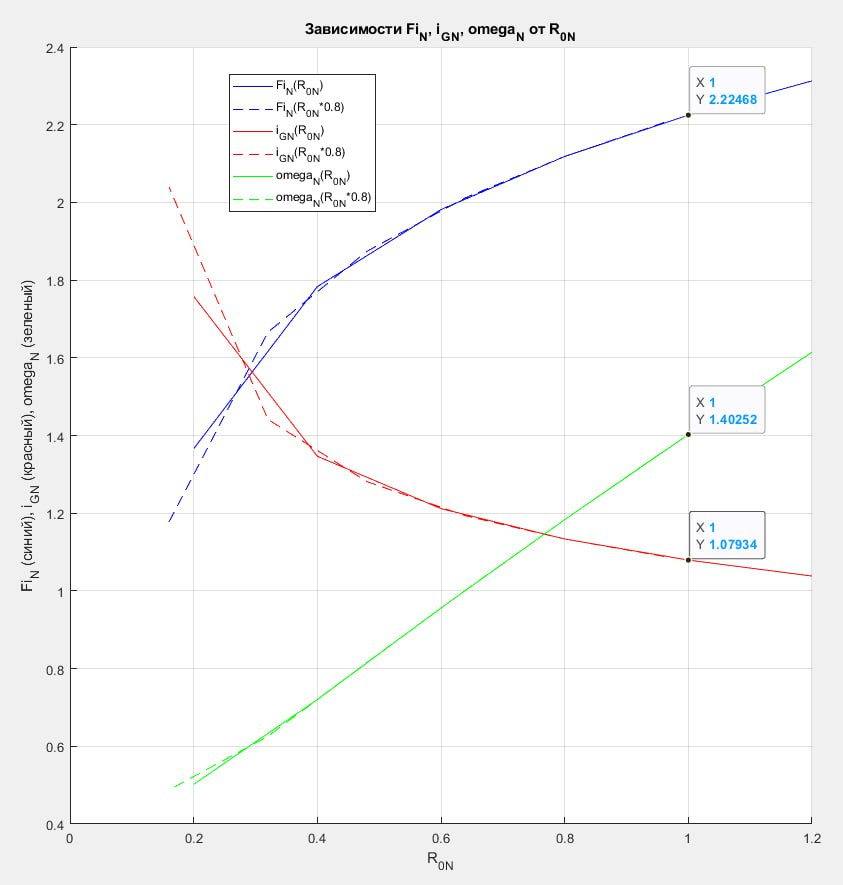 Зависимости Fi_N, i_GN, omega_N от R_0N
Fi_N(R_0N)
Fi_N(R_0N*0.8)
i_GN(R_0N)
i_GN(R_0N*0.8)
omega_N(R_0N)
omega_N(R_0N*0.8)
X 1
Y 2.22468
X 1
Y 1.40252
X 1
Y 1.07934
Fi_N (синий), i_GN (красный), omega_N (зеленый)
2.4
2.2
2
1.8
1.6
1.4
1.2
1
0.8
0.6
0.4
0
0.2
0.4
0.6
0.8
1
1.2
R_0N